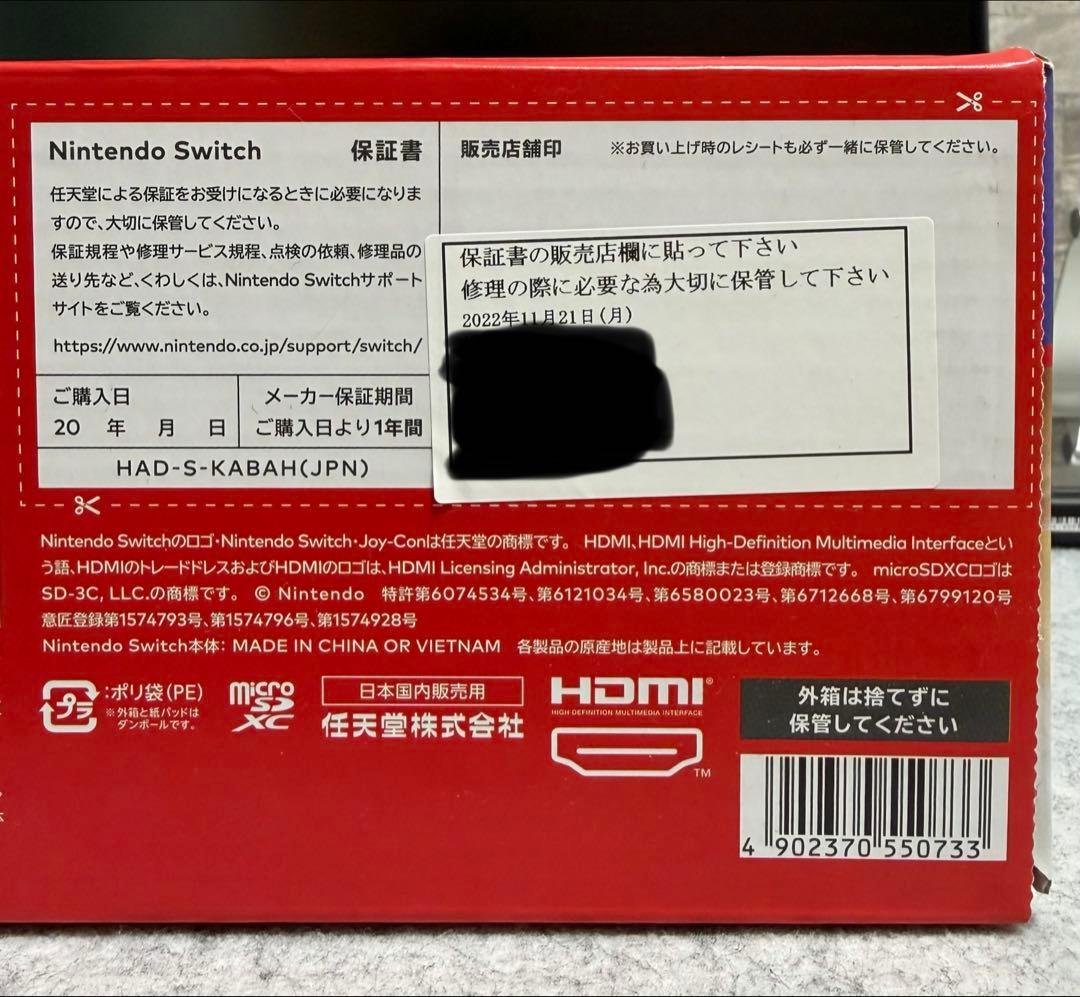 Nintendo Switch 保証書
任天堂による保証をお受けになるときに必要になりま
すので、大切に保管してください。
保証規程や修理サービス規程、点検の依頼、修理品の
送り先など、くわしくは、Nintendo Switchサポート
サイトをご覧ください。
https://www.nintendo.co.jp/support/switch/
ご購入日
20 年 月 日
メーカー保証期間
ご購入日より1年間
HAD-S-KABAH(JPN)
販売店舗印 ※お買い上げ時のレシートも必ず一緒に保管してください。
保証書の販売店欄に貼って下さい
修理の際に必要な為大切に保管して下さい
2022年11月21日(月)
Nintendo Switchのロゴ・Nintendo Switch・Joy-Conは任天堂の商標です。 HDMI、HDMI High-Definition Multimedia Interfaceとい
う語、HDMIのトレードドレスおよびHDMIのロゴは、HDMI Licensing Administrator, Inc.の商標または登録商標です。 microSDXCロゴは
SD-3C, LLC.の商標です。 © Nintendo 特許第6074534号、第6121034号、第6580023号、第6712668号、第6799120号
意匠登録第1574793号、第1574796号、第1574928号
Nintendo Switch本体: MADE IN CHINA OR VIETNAM 各製品の原産地は製品上に記載しています。
プラ
:ポリ袋(PE)
※外箱と紙パッドは
ダンボールです。
micro
SD
XC
日本国内販売用
任天堂株式会社
HDMI®
HIGH-DEFINITION MULTIMEDIA INTERFACE
TM
外箱は捨てずに
保管してください
4 902370 550733